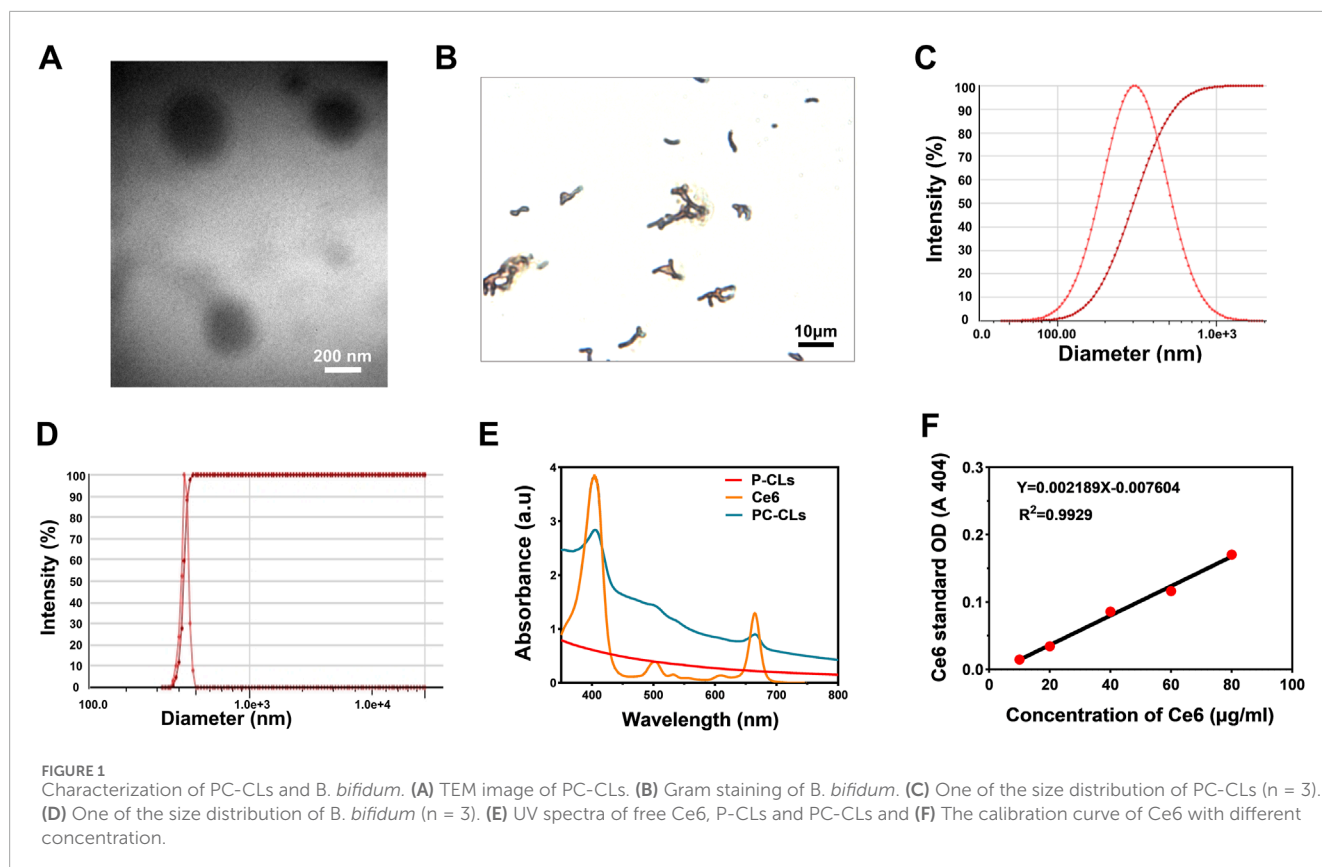 A
200 nm
B
10μm
C
100
90
80
70
60
50
40
30
20
10
0
Intensity (%)
0.0 100.00 1.0e+3
Diameter (nm)
D
100
90
80
70
60
50
40
30
20
10
0
Intensity (%)
100.0 1.0e+3 1.0e+4
Diameter (nm)
E
4
3
2
1
0
Absorbance (a.u)
P-CLs
Ce6
PC-CLs
400 500 600 700 800
Wavelength (nm)
F
0.3
0.2
0.1
0.0
Ce6 standard OD (A 404)
Y=0.002189X-0.007604
R²=0.9929
0 20 40 60 80 100
Concentration of Ce6 (μg/ml)
FIGURE 1
Characterization of PC-CLs and B. bifidum. (A) TEM image of PC-CLs. (B) Gram staining of B. bifidum. (C) One of the size distribution of PC-CLs (n = 3).
(D) One of the size distribution of B. bifidum (n = 3). (E) UV spectra of free Ce6, P-CLs and PC-CLs and (F) The calibration curve of Ce6 with different
concentration.